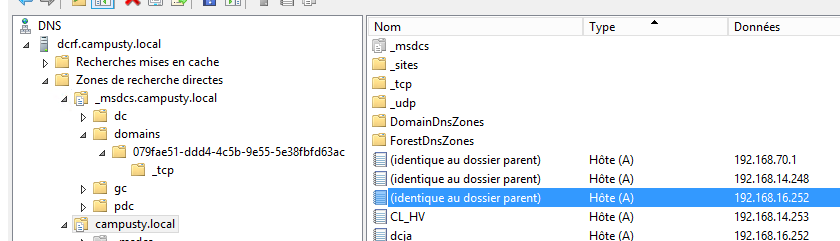 DNS
dcrf.campusty.local
Recherches mises en cache
Zones de recherche directes
_msdcs.campusty.local
dc
domains
079fae51-ddd4-4c5b-9e55-5e38fbfd63ac
_tcp
gc
pdc
campusty.local
_msdcs
Nom Type Données
_msdcs
_sites
_tcp
_udp
DomainDnsZones
ForestDnsZones
(identique au dossier parent) Hôte (A) 192.168.70.1
(identique au dossier parent) Hôte (A) 192.168.14.248
(identique au dossier parent) Hôte (A) 192.168.16.252
CL_HV Hôte (A) 192.168.14.253
dcja Hôte (A) 192.168.16.252